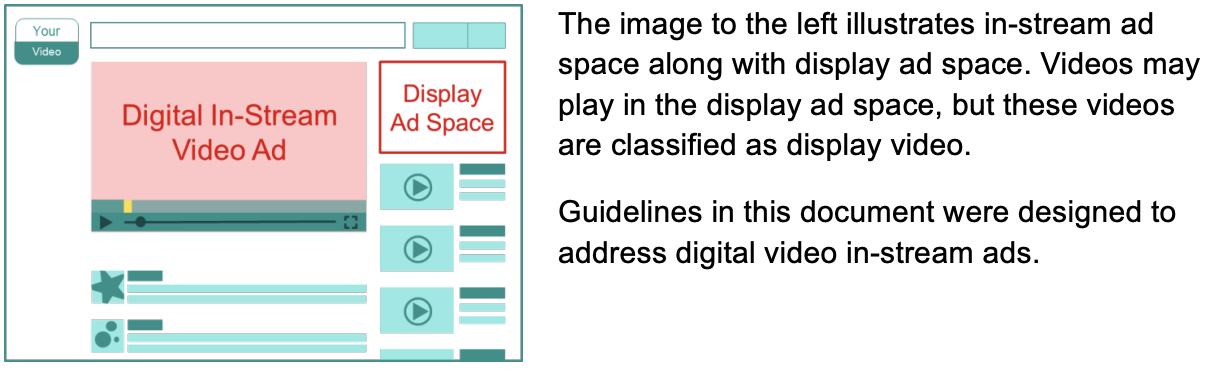 Your
Video
Digital In-Stream
Video Ad
Display
Ad Space
The image to the left illustrates in-stream ad
space along with display ad space. Videos may
play in the display ad space, but these videos
are classified as display video.
Guidelines in this document were designed to
address digital video in-stream ads.